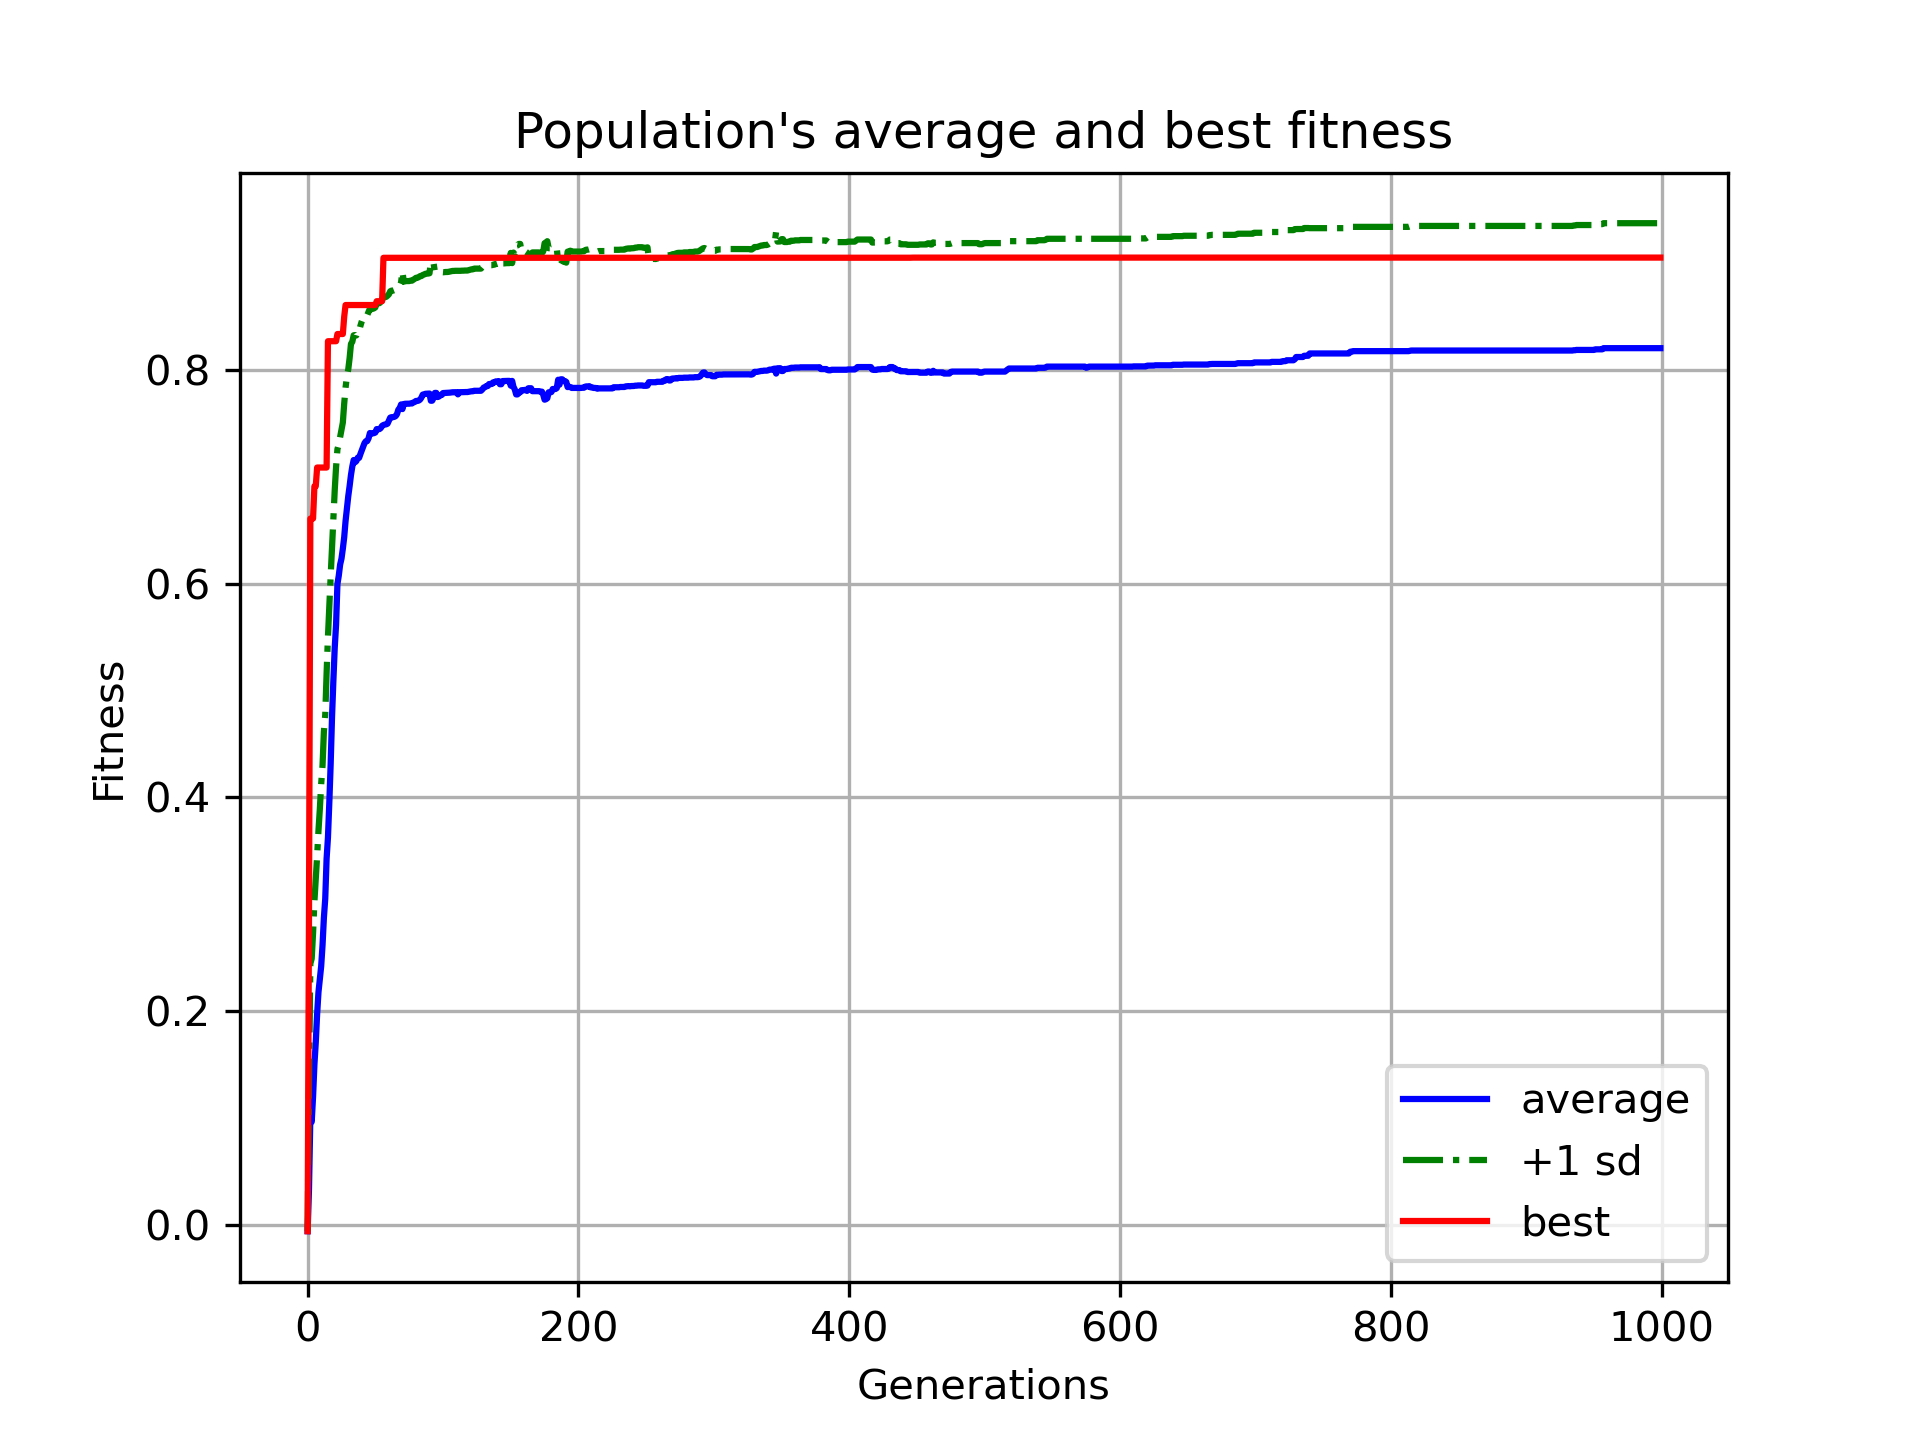 Population's average and best fitness
0.8
0.6
0.4
0.2
0.0
Fitness
0 200 400 600 800 1000
Generations
average
+1 sd
best